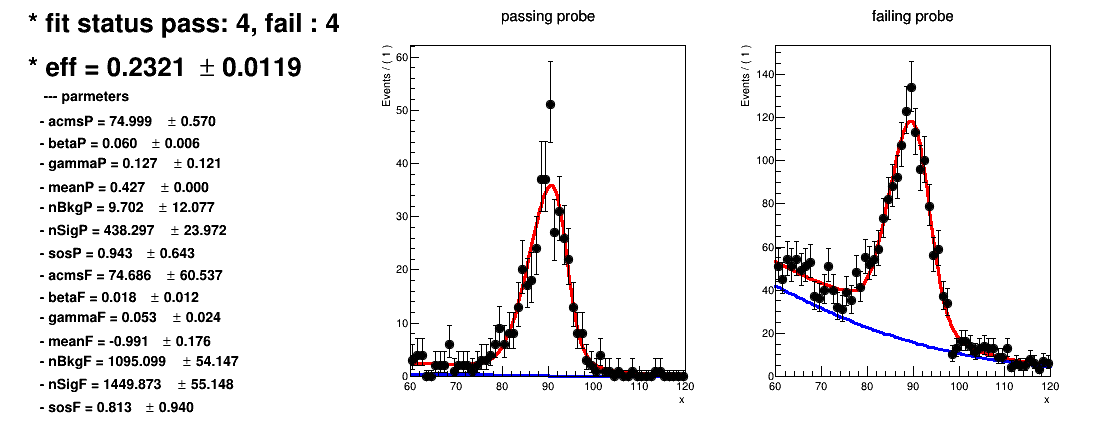 * fit status pass: 4, fail : 4
* eff = 0.2321 ± 0.0119
--- parmeters
- acmsP = 74.999 ± 0.570
- betaP = 0.060 ± 0.006
- gammaP = 0.127 ± 0.121
- meanP = 0.427 ± 0.000
- nBkgP = 9.702 ± 12.077
- nSigP = 438.297 ± 23.972
- sosP = 0.943 ± 0.643
- acmsF = 74.686 ± 60.537
- betaF = 0.018 ± 0.012
- gammaF = 0.053 ± 0.024
- meanF = -0.991 ± 0.176
- nBkgF = 1095.099 ± 54.147
- nSigF = 1449.873 ± 55.148
- sosF = 0.813 ± 0.940
passing probe
Events / ( 1 )
60
50
40
30
20
10
0
60 70 80 90 100 110 120
x
failing probe
Events / ( 1 )
140
120
100
80
60
40
20
0
60 70 80 90 100 110 120
x